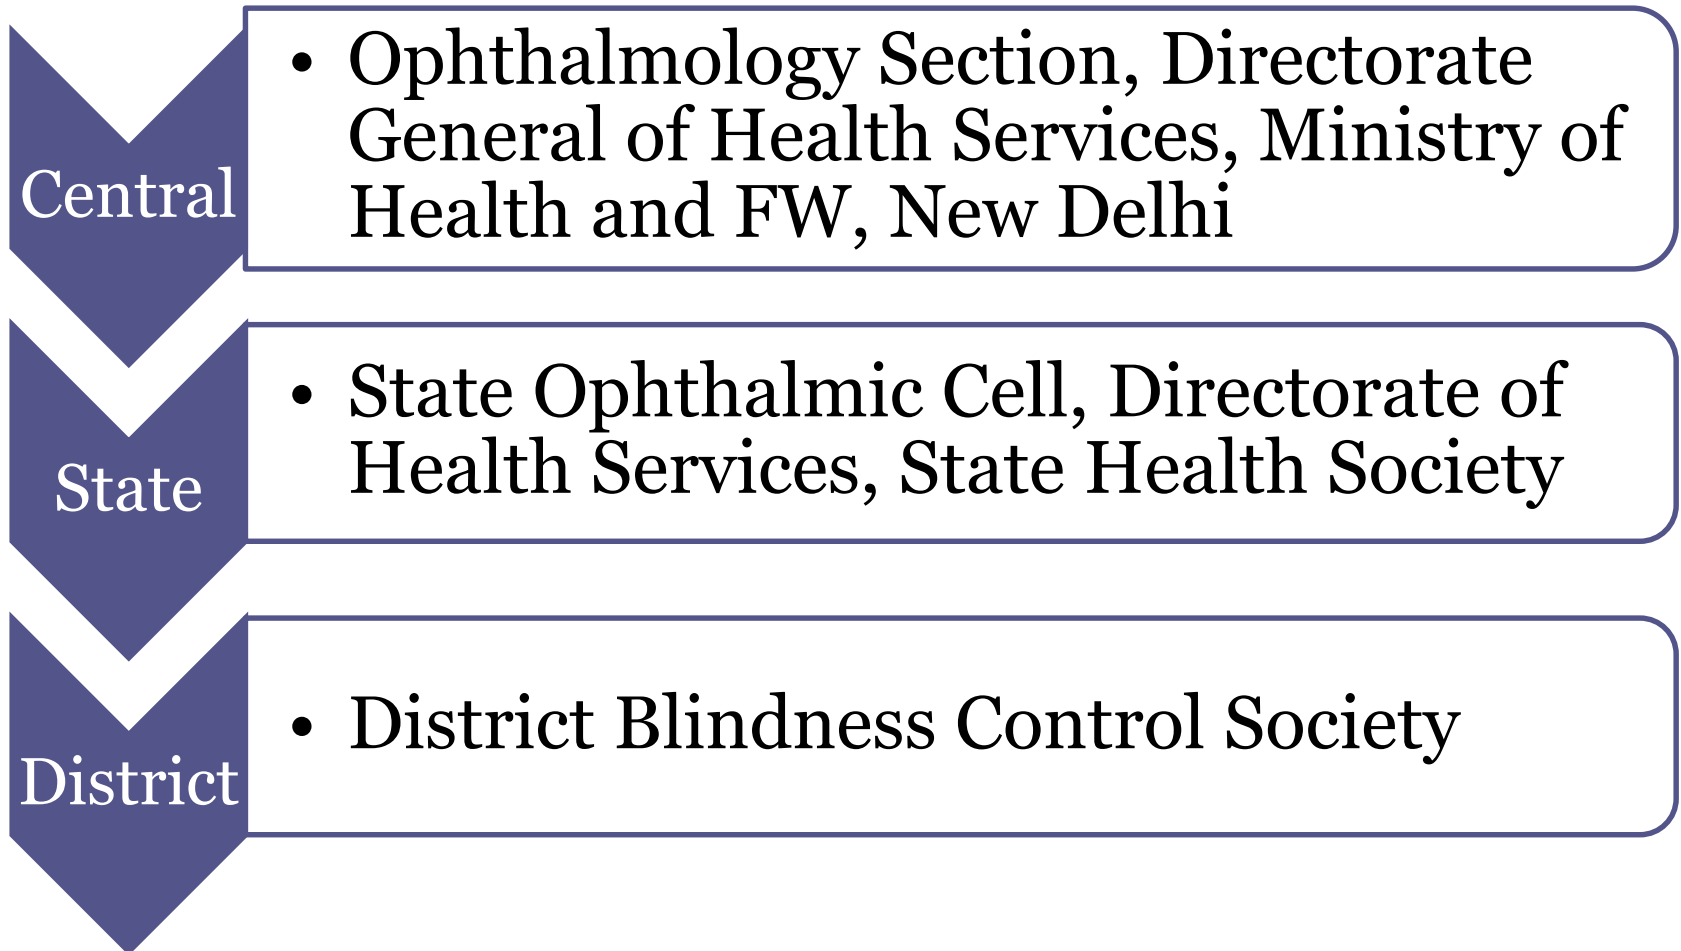 Central
• Ophthalmology Section, Directorate
General of Health Services, Ministry of
Health and FW, New Delhi
State
• State Ophthalmic Cell, Directorate of
Health Services, State Health Society
District
• District Blindness Control Society